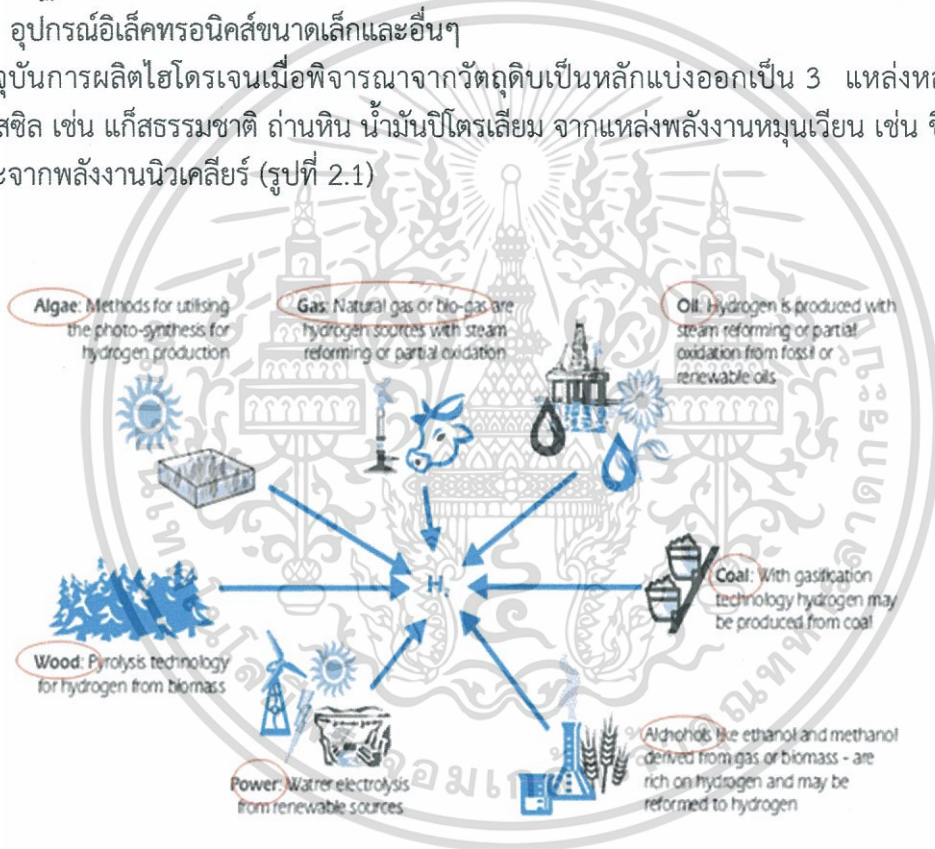 อุปกรณ์อิเล็คทรอนิคส์ขนาดเล็กและอื่นๆ
จุบันการผลิตไฮโดรเจนเมื่อพิจารณาจากวัตถุดิบเป็นหลักแบ่งออกเป็น 3 แหล่งหล
สซิล เช่น แก๊สธรรมชาติ ถ่านหิน น้ำมันปิโตรเลียม จากแหล่งพลังงานหมุนเวียน เช่น
ะจากพลังงานนิวเคลียร์ (รูปที่ 2.1)
Algae: Methods for utilising
the photo-synthesis for
hydrogen production
Gas: Natural gas or bio-gas are
hydrogen sources with steam
reforming or partial oxidation
Oil: Hydrogen is produced with
steam reforming or partial
oxidation from fossil or
renewable oils
H₂
Coal: With gasification
technology hydrogen may
be produced from coal
Wood: Pyrolysis technology
for hydrogen from biomass
Power: Watrer electrolysis
from renewable sources
Alchohols like ethanol and methanol
derived from gas or biomass - are
rich on hydrogen and may be
reformed to hydrogen